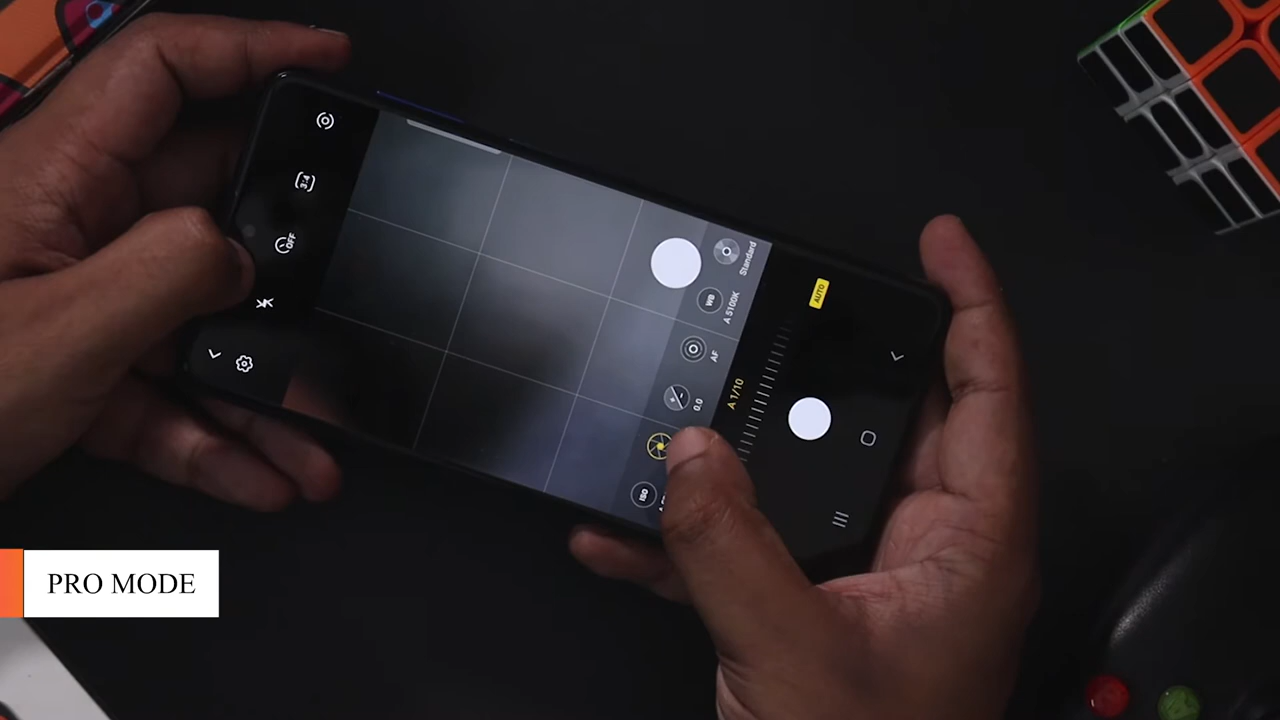 3:4
OFF
Standard
WB
A 5100K
AF
0.0
A 1/10
AUTO
ISO
PRO MODE